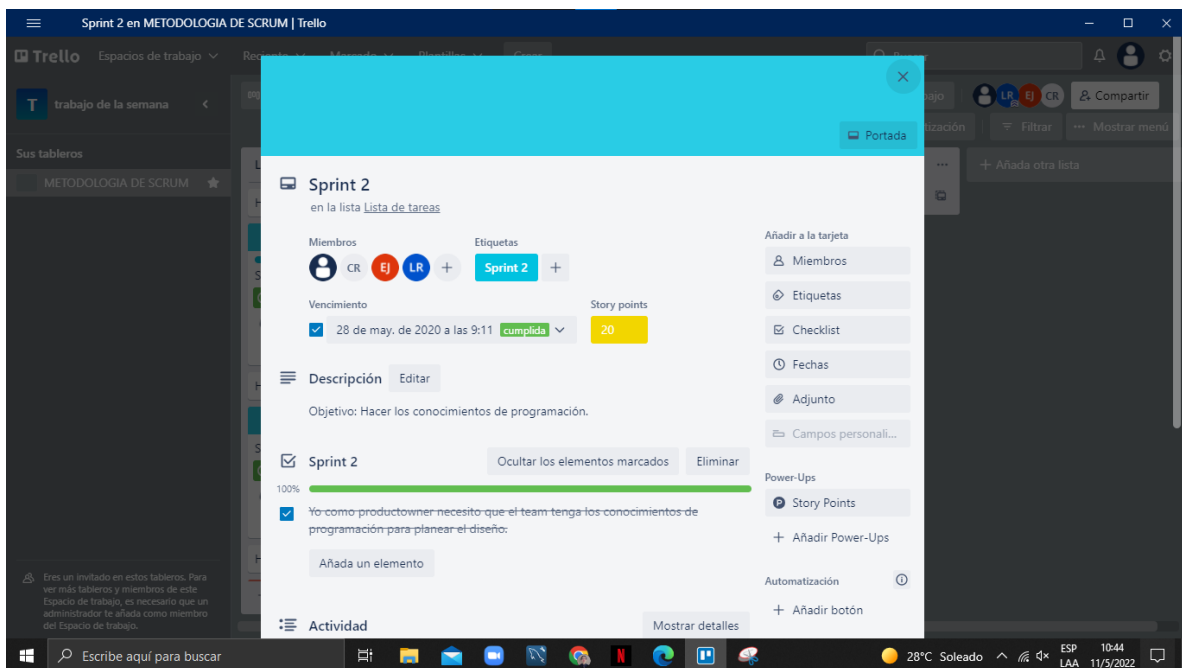 Sprint 2 en METODOLOGIA DE SCRUM | Trello
Trello Espacios de trabajo
T trabajo de la semana
Sus tableros
METODOLOGIA DE SCRUM
Eres un invitado en estos tableros. Para
ver más tableros y miembros de este
Espacio de trabajo, es necesario que un
administrador te añada como miembro
del Espacio de trabajo.
LR EJ CR Compartir
Filtrar ... Mostrar menú
+ Añada otra lista
Portada
Sprint 2
en la lista Lista de tareas
Miembros
CR EJ LR +
Etiquetas
Sprint 2 +
Vencimiento
28 de may. de 2020 a las 9:11 cumplida
Story points
20
Descripción Editar
Objetivo: Hacer los conocimientos de programación.
Sprint 2 Ocultar los elementos marcados Eliminar
100%
Yo como productowner necesito que el team tenga los conocimientos de
programación para planear el diseño.
Añada un elemento
Actividad Mostrar detalles
Añadir a la tarjeta
Miembros
Etiquetas
Checklist
Fechas
Adjunto
Campos personali...
Power-Ups
Story Points
+ Añadir Power-Ups
Automatización
+ Añadir botón
Escribe aquí para buscar
28°C Soleado
ESP
LAA
10:44
11/5/2022